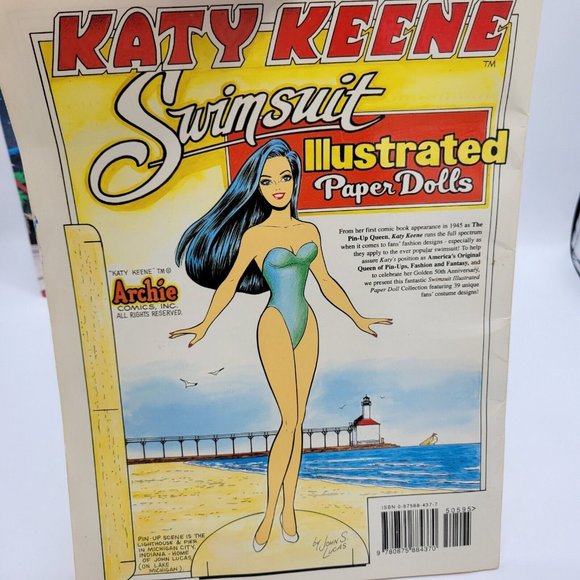 KATY KEENE™
Swimsuit
Illustrated
Paper Dolls
From her first comic book appearance in 1945 as The
Pin-Up Queen, Katy Keene runs the full spectrum
when it comes to fans' fashion designs - especially as
they apply to the ever popular swimsuit! To help
assure Katy's position as America's Original
Queen of Pin-Ups, Fashion and Fantasy, and
to celebrate her Golden 50th Anniversary,
we present this fantastic Swimsuit Illustrated
Paper Doll Collection featuring 39 unique
fans' costume designs!
"KATY KEENE"™©
Archie
COMICS, INC.
ALL RIGHTS RESERVED.
PIN-UP SCENE IS THE
LIGHTHOUSE & PIER
IN MICHIGAN CITY,
INDIANA - HOME
OF JOHN LUCAS
(ON LAKE
MICHIGAN)
by JOHN S.
LUCAS
ISBN 0-87588-437-2
50595>
9 780875 884370